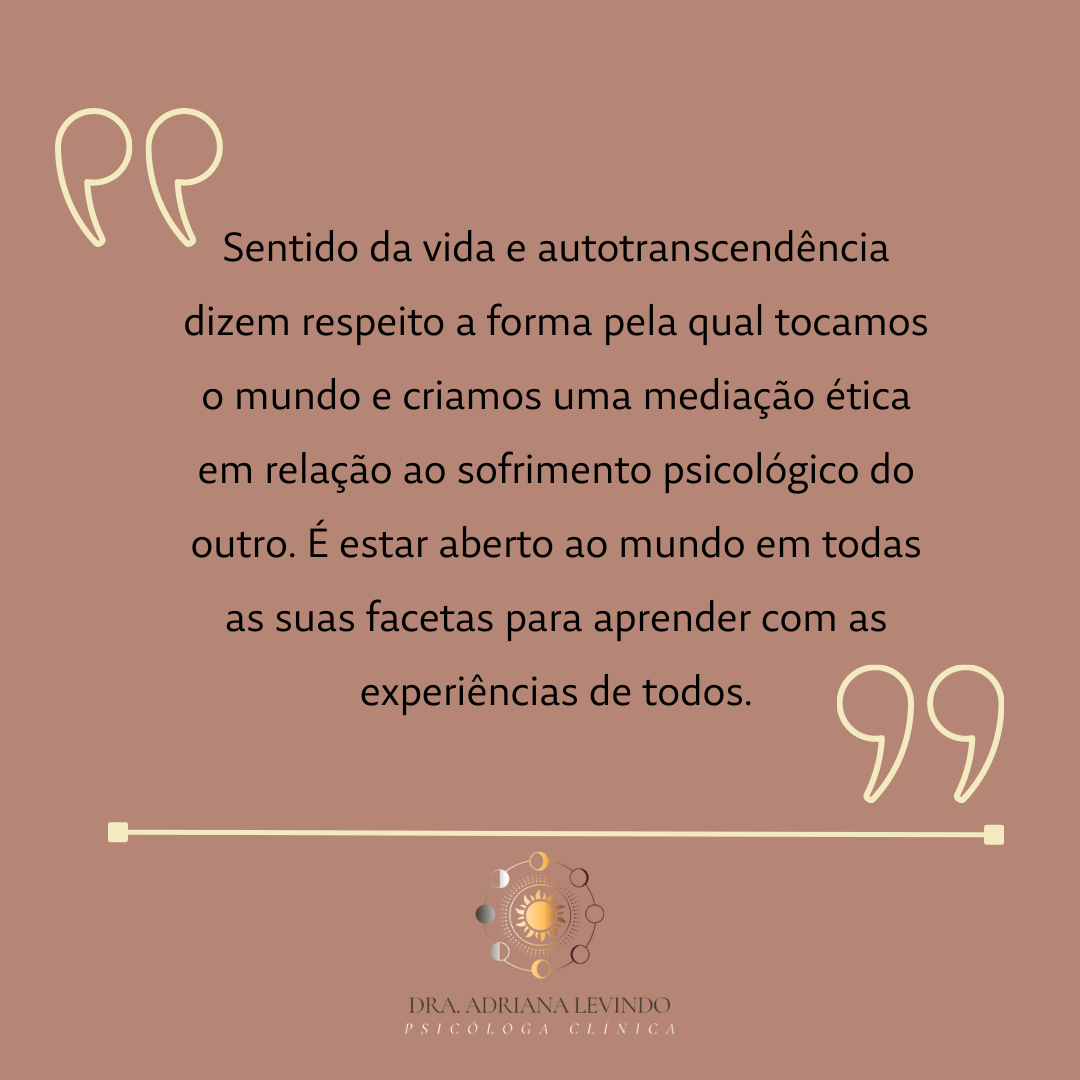 Sentido da vida e autotranscendência
dizem respeito a forma pela qual tocamos
o mundo e criamos uma mediação ética
em relação ao sofrimento psicológico do
outro. É estar aberto ao mundo em todas
as suas facetas para aprender com as
experiências de todos.
DRA. ADRIANA LEVINDO
PSICÓLOGA CLÍNICA